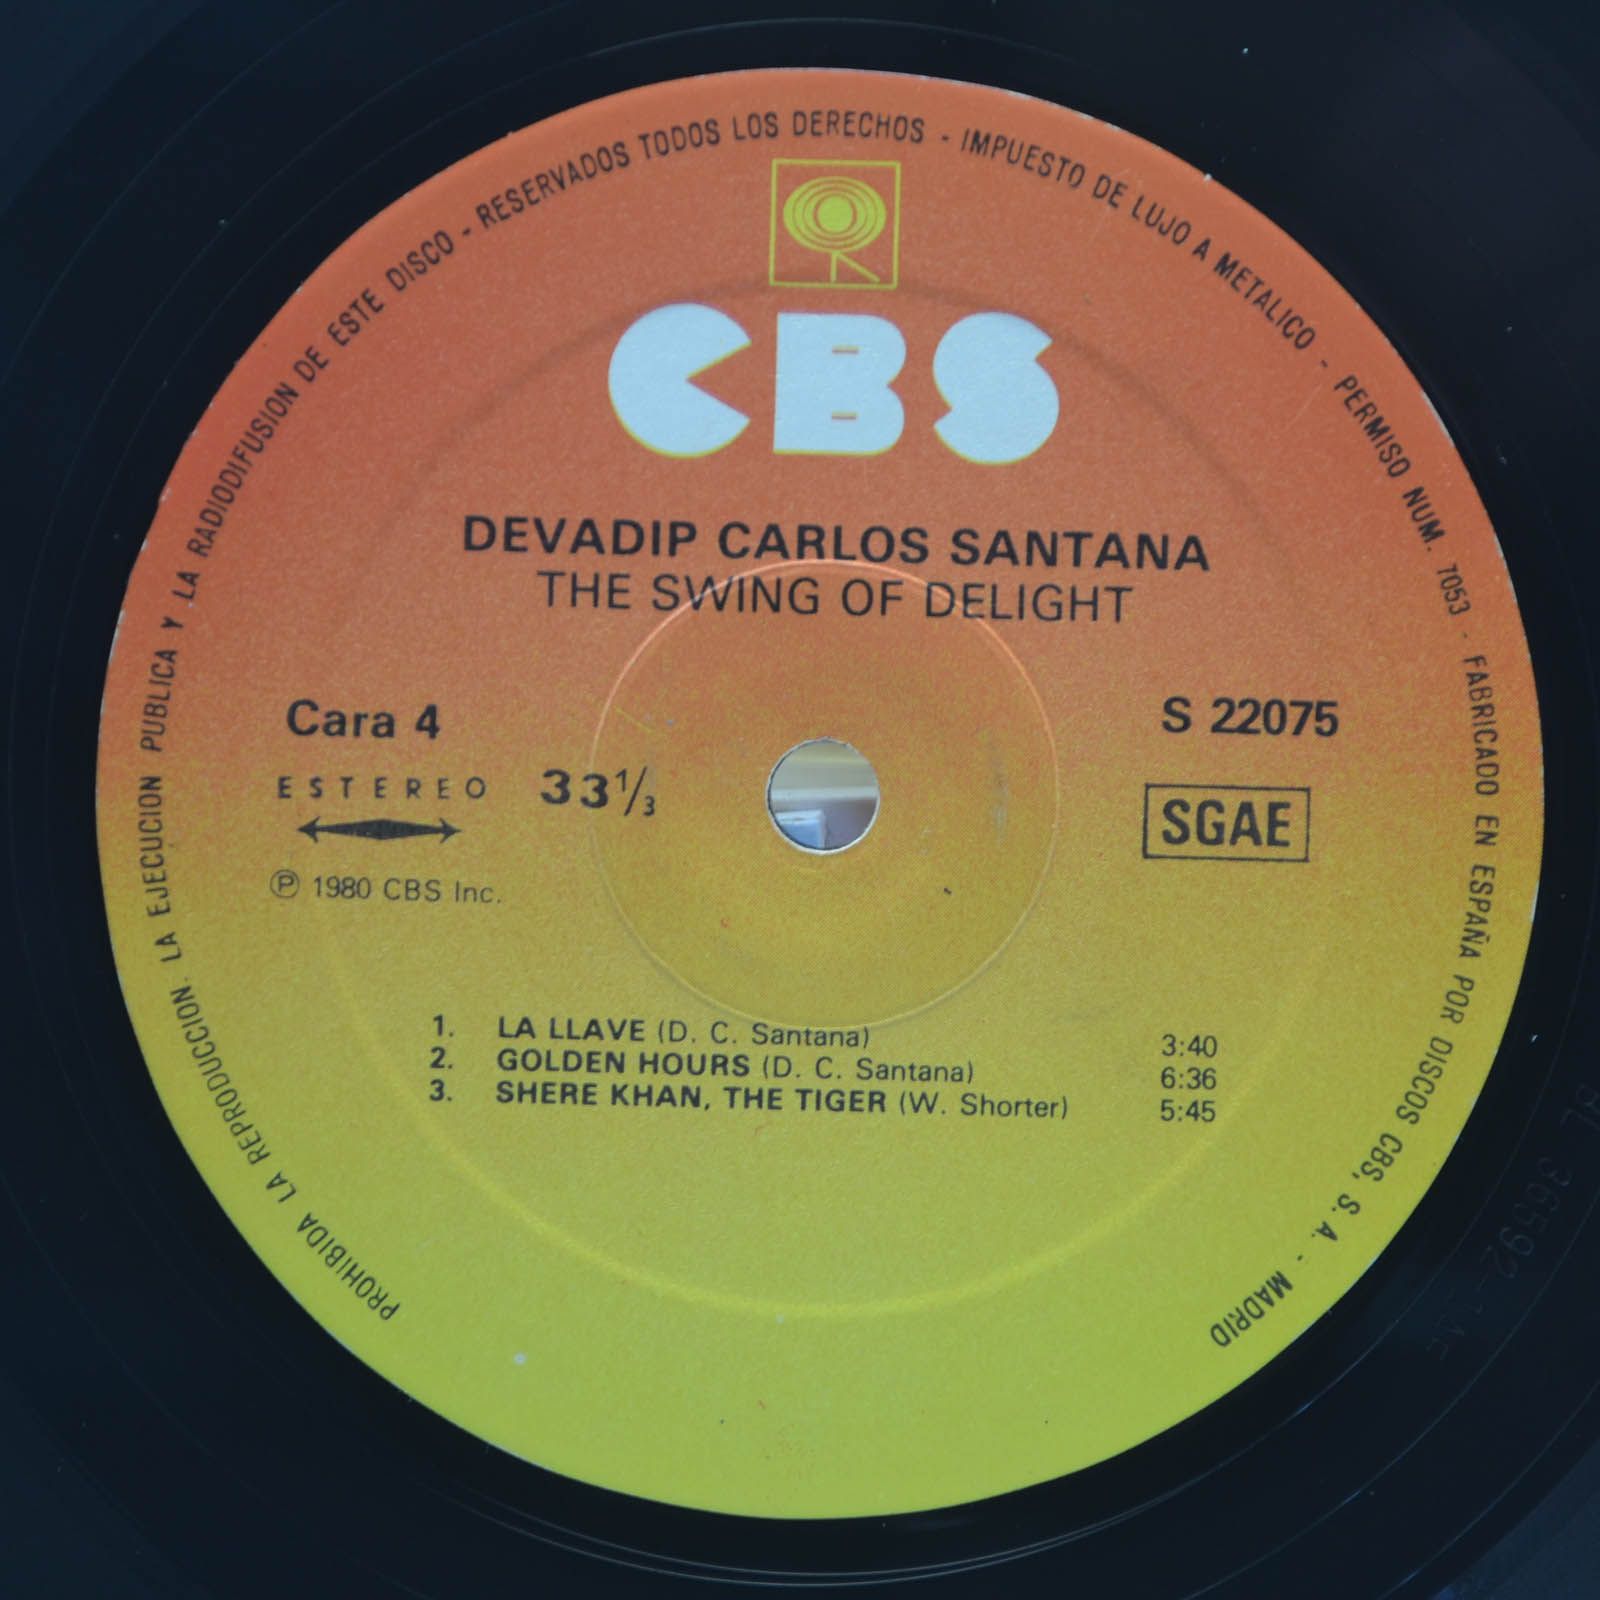 PROHIBIDA LA REPRODUCCION. LA EJECUCION PUBLICA Y LA RADIODIFUSION DE ESTE DISCO - RESERVADOS TODOS LOS DERECHOS - IMPUESTO DE LUJO A METALICO - PERMISO NUM. 7053 - FABRICADO EN ESPAÑA POR DISCOS CBS, S. A. - MADRID
CBS
DEVADIP CARLOS SANTANA
THE SWING OF DELIGHT
Cara 4
S 22075
ESTEREO 33 1/3
SGAE
℗ 1980 CBS Inc.
1. LA LLAVE (D. C. Santana) 3:40
2. GOLDEN HOURS (D. C. Santana) 6:36
3. SHERE KHAN, THE TIGER (W. Shorter) 5:45